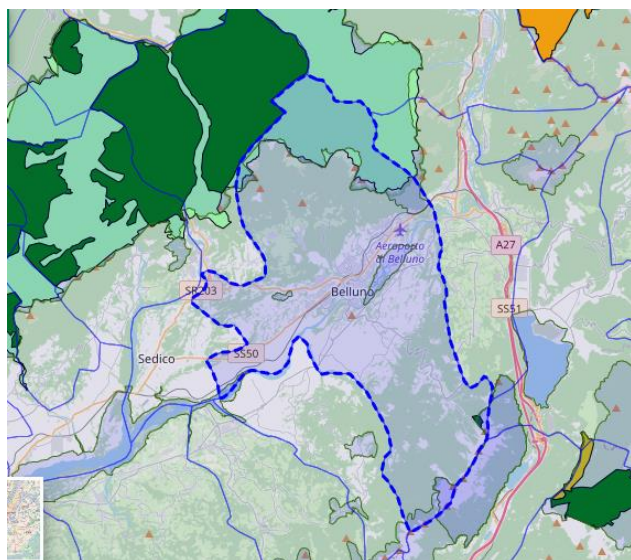 Aeroporto
di Belluno
A27
SR203
Belluno
SS51
SS50
Sedico